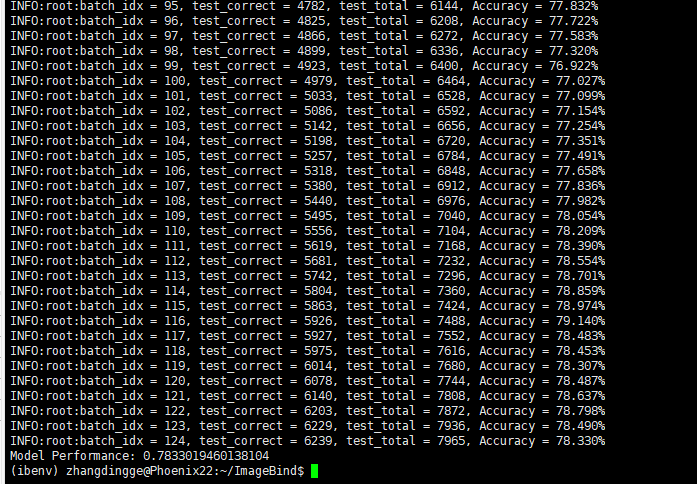 INFO:root:batch_idx = 95, test_correct = 4782, test_total = 6144, Accuracy = 77.832%
INFO:root:batch_idx = 96, test_correct = 4825, test_total = 6208, Accuracy = 77.722%
INFO:root:batch_idx = 97, test_correct = 4866, test_total = 6272, Accuracy = 77.583%
INFO:root:batch_idx = 98, test_correct = 4899, test_total = 6336, Accuracy = 77.320%
INFO:root:batch_idx = 99, test_correct = 4923, test_total = 6400, Accuracy = 76.922%
INFO:root:batch_idx = 100, test_correct = 4979, test_total = 6464, Accuracy = 77.027%
INFO:root:batch_idx = 101, test_correct = 5033, test_total = 6528, Accuracy = 77.099%
INFO:root:batch_idx = 102, test_correct = 5086, test_total = 6592, Accuracy = 77.154%
INFO:root:batch_idx = 103, test_correct = 5142, test_total = 6656, Accuracy = 77.254%
INFO:root:batch_idx = 104, test_correct = 5198, test_total = 6720, Accuracy = 77.351%
INFO:root:batch_idx = 105, test_correct = 5257, test_total = 6784, Accuracy = 77.491%
INFO:root:batch_idx = 106, test_correct = 5318, test_total = 6848, Accuracy = 77.658%
INFO:root:batch_idx = 107, test_correct = 5380, test_total = 6912, Accuracy = 77.836%
INFO:root:batch_idx = 108, test_correct = 5440, test_total = 6976, Accuracy = 77.982%
INFO:root:batch_idx = 109, test_correct = 5495, test_total = 7040, Accuracy = 78.054%
INFO:root:batch_idx = 110, test_correct = 5556, test_total = 7104, Accuracy = 78.209%
INFO:root:batch_idx = 111, test_correct = 5619, test_total = 7168, Accuracy = 78.390%
INFO:root:batch_idx = 112, test_correct = 5681, test_total = 7232, Accuracy = 78.554%
INFO:root:batch_idx = 113, test_correct = 5742, test_total = 7296, Accuracy = 78.701%
INFO:root:batch_idx = 114, test_correct = 5804, test_total = 7360, Accuracy = 78.859%
INFO:root:batch_idx = 115, test_correct = 5863, test_total = 7424, Accuracy = 78.974%
INFO:root:batch_idx = 116, test_correct = 5926, test_total = 7488, Accuracy = 79.140%
INFO:root:batch_idx = 117, test_correct = 5927, test_total = 7552, Accuracy = 78.483%
INFO:root:batch_idx = 118, test_correct = 5975, test_total = 7616, Accuracy = 78.453%
INFO:root:batch_idx = 119, test_correct = 6014, test_total = 7680, Accuracy = 78.307%
INFO:root:batch_idx = 120, test_correct = 6078, test_total = 7744, Accuracy = 78.487%
INFO:root:batch_idx = 121, test_correct = 6140, test_total = 7808, Accuracy = 78.637%
INFO:root:batch_idx = 122, test_correct = 6203, test_total = 7872, Accuracy = 78.798%
INFO:root:batch_idx = 123, test_correct = 6229, test_total = 7936, Accuracy = 78.490%
INFO:root:batch_idx = 124, test_correct = 6239, test_total = 7965, Accuracy = 78.330%
Model Performance: 0.7833019460138104
(ibenv) zhangdingge@Phoenix22:~/ImageBind$